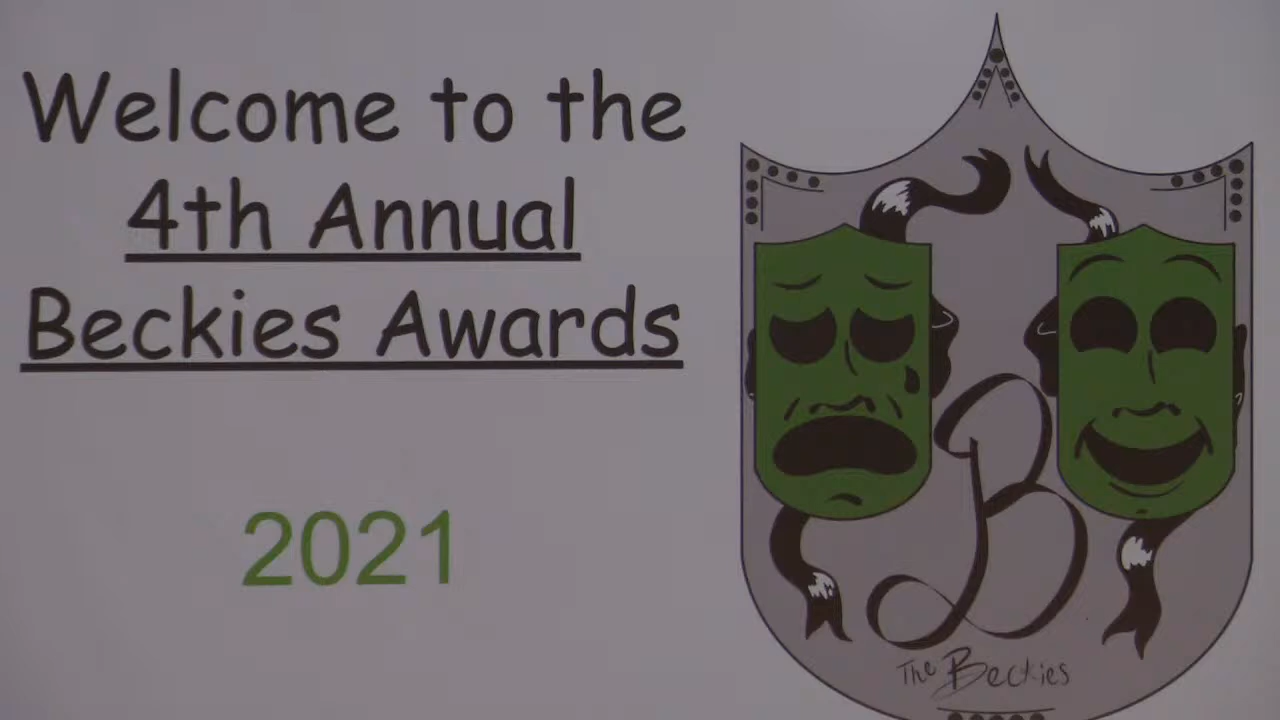 Welcome to the
4th Annual
Beckies Awards
2021
B
The Beckies